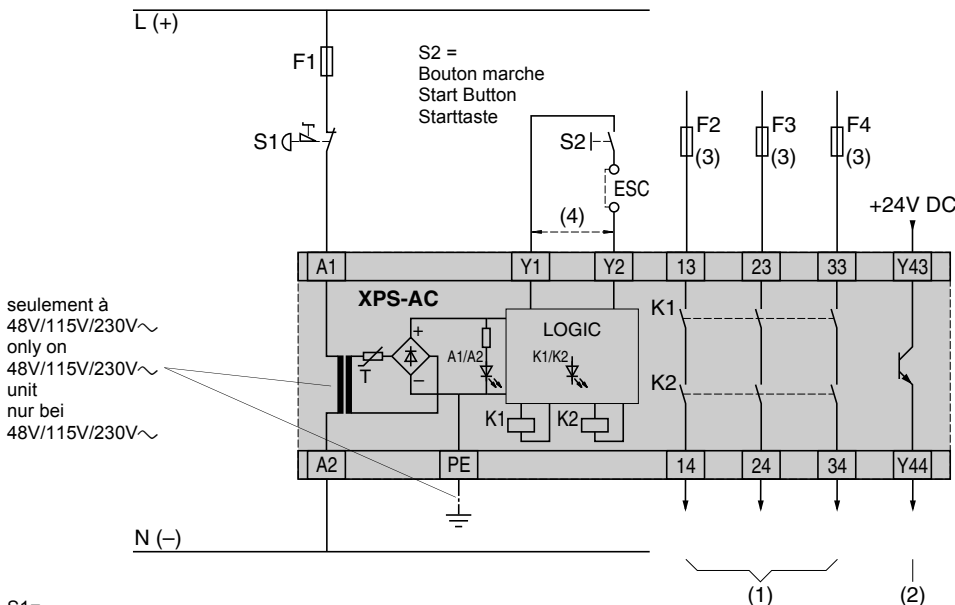 L (+)
F1
S2 =
Bouton marche
Start Button
Starttaste
S1
S2
ESC
(4)
F2
(3)
F3
(3)
F4
(3)
+24V DC
A1
Y1
Y2
13
23
33
Y43
seulement à
48V/115V/230V~
only on
48V/115V/230V~
unit
nur bei
48V/115V/230V~
XPS-AC
+
−
T
A1/A2
LOGIC
K1/K2
K1
K2
K1
K2
A2
PE
14
24
34
Y44
N (–)
(1)
(2)
S1=